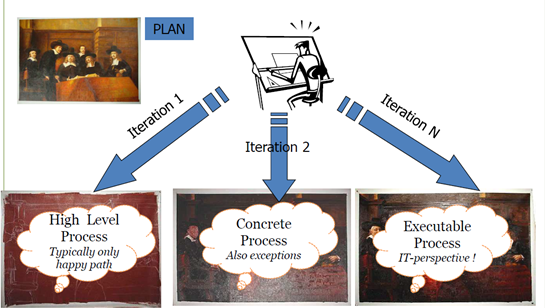 PLAN
Iteration 1
Iteration 2
Iteration N
High Level
Process
Typically only
happy path
Concrete
Process
Also exceptions
Executable
Process
IT-perspective !